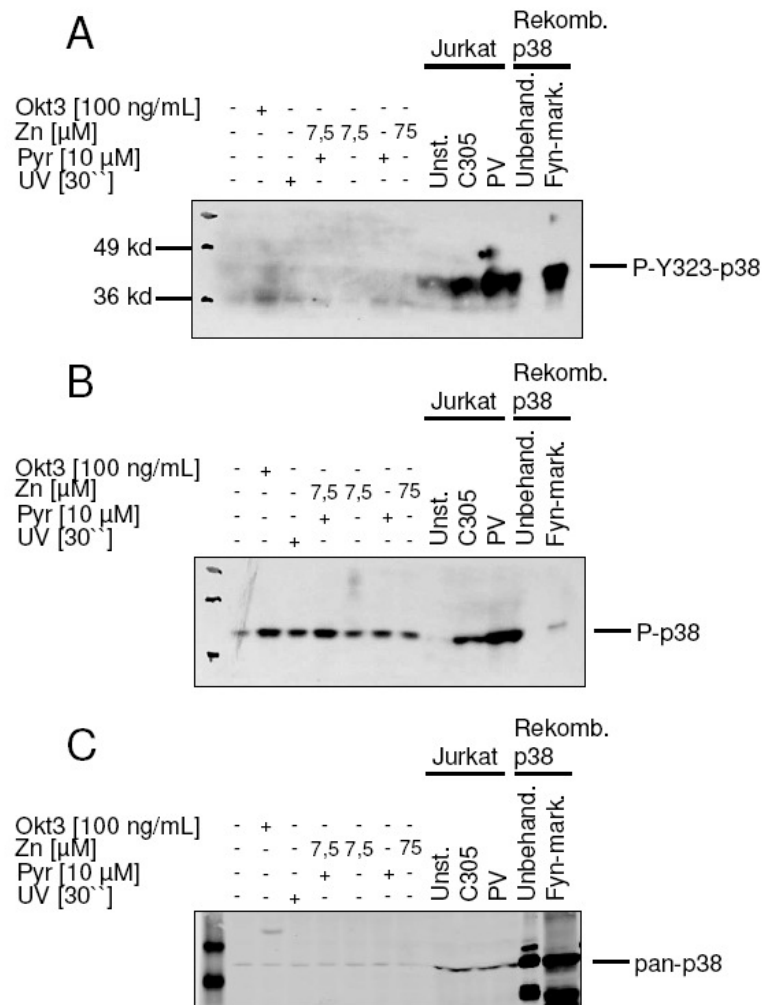 A
Rekomb.
Jurkat p38
Okt3 [100 ng/mL] - + - - - - -
Zn [µM] - - - 7,5 7,5 - 75
Pyr [10 µM] - - - + - + -
UV [30``] - - + - - - -
Unst.
C305
PV
Unbehand.
Fyn-mark.
49 kd
36 kd
P-Y323-p38
B
Rekomb.
Jurkat p38
Okt3 [100 ng/mL] - + - - - - -
Zn [µM] - - - 7,5 7,5 - 75
Pyr [10 µM] - - - + - + -
UV [30``] - - + - - - -
Unst.
C305
PV
Unbehand.
Fyn-mark.
P-p38
C
Rekomb.
Jurkat p38
Okt3 [100 ng/mL] - + - - - - -
Zn [µM] - - - 7,5 7,5 - 75
Pyr [10 µM] - - - + - + -
UV [30``] - - + - - - -
Unst.
C305
PV
Unbehand.
Fyn-mark.
pan-p38